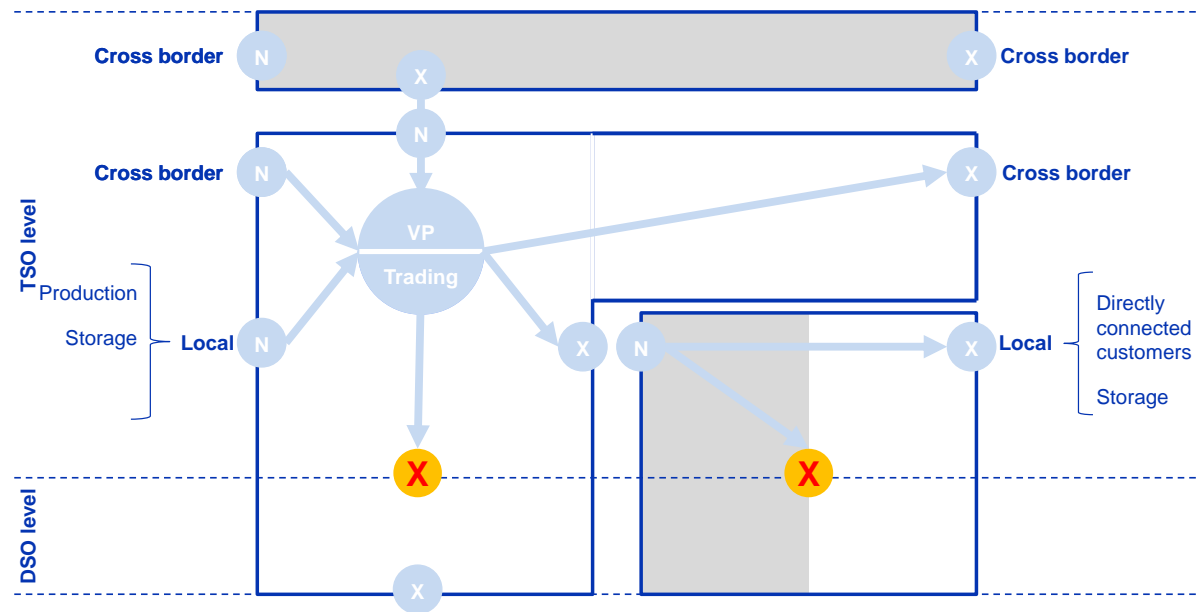 Cross border
N
X
X
Cross border
N
Cross border
N
X
Cross border
TSO level
VP
Trading
Production
Storage
Local
N
X
N
X
Local
Directly
connected
customers
Storage
X
X
DSO level
X